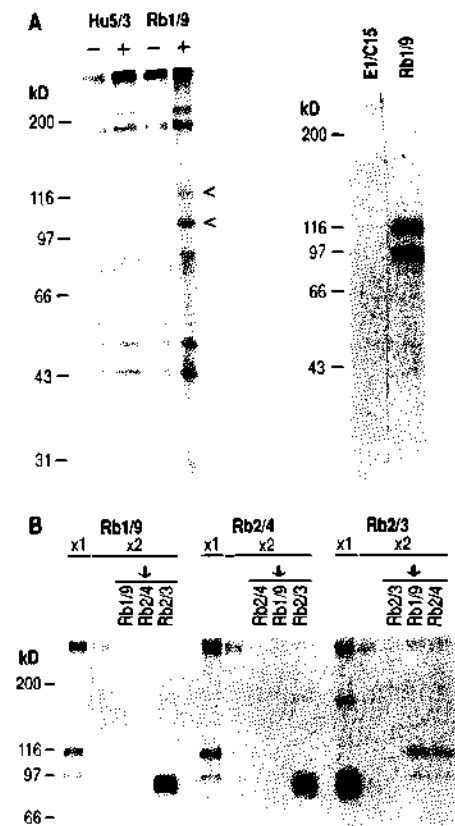 A
Hu5/3 Rb1/9
– + – +
kD
200 –
116 – <
97 – <
66 –
43 –
31 –
E1/C15
Rb1/9
kD
200 –
116 –
97 –
66 –
43 –
B
Rb1/9 Rb2/4 Rb2/3
x1 x2 x1 x2 x1 x2
Rb1/9 Rb2/4 Rb2/3 Rb2/4 Rb1/9 Rb2/3 Rb2/3 Rb1/9 Rb2/4
kD
200 –
116 –
97 –
66 –